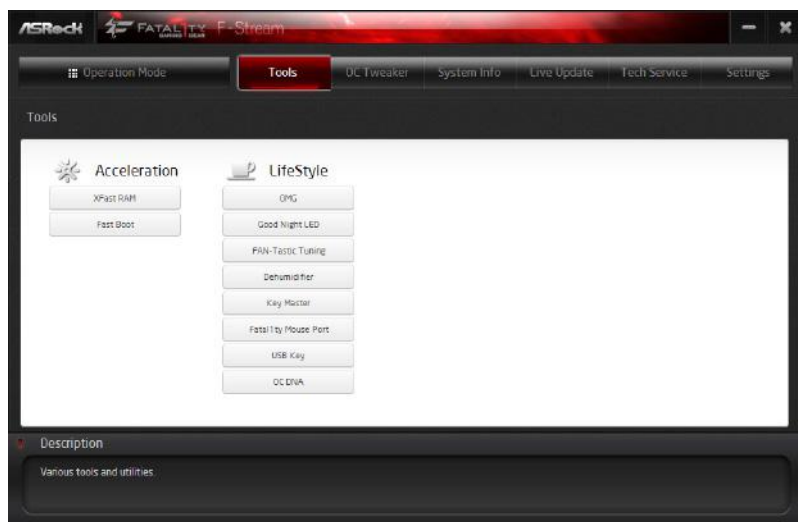 ASRock FATAL1TY GAMING GEAR F-Stream
Operation Mode Tools OC Tweaker System Info Live Update Tech Service Settings
Tools
Acceleration
XFast RAM
Fast Boot
LifeStyle
OMG
Good Night LED
FAN-Tastic Tuning
Dehumidifier
Key Master
Fatal1ty Mouse Port
USB Key
OC DNA
Description
Various tools and utilities.